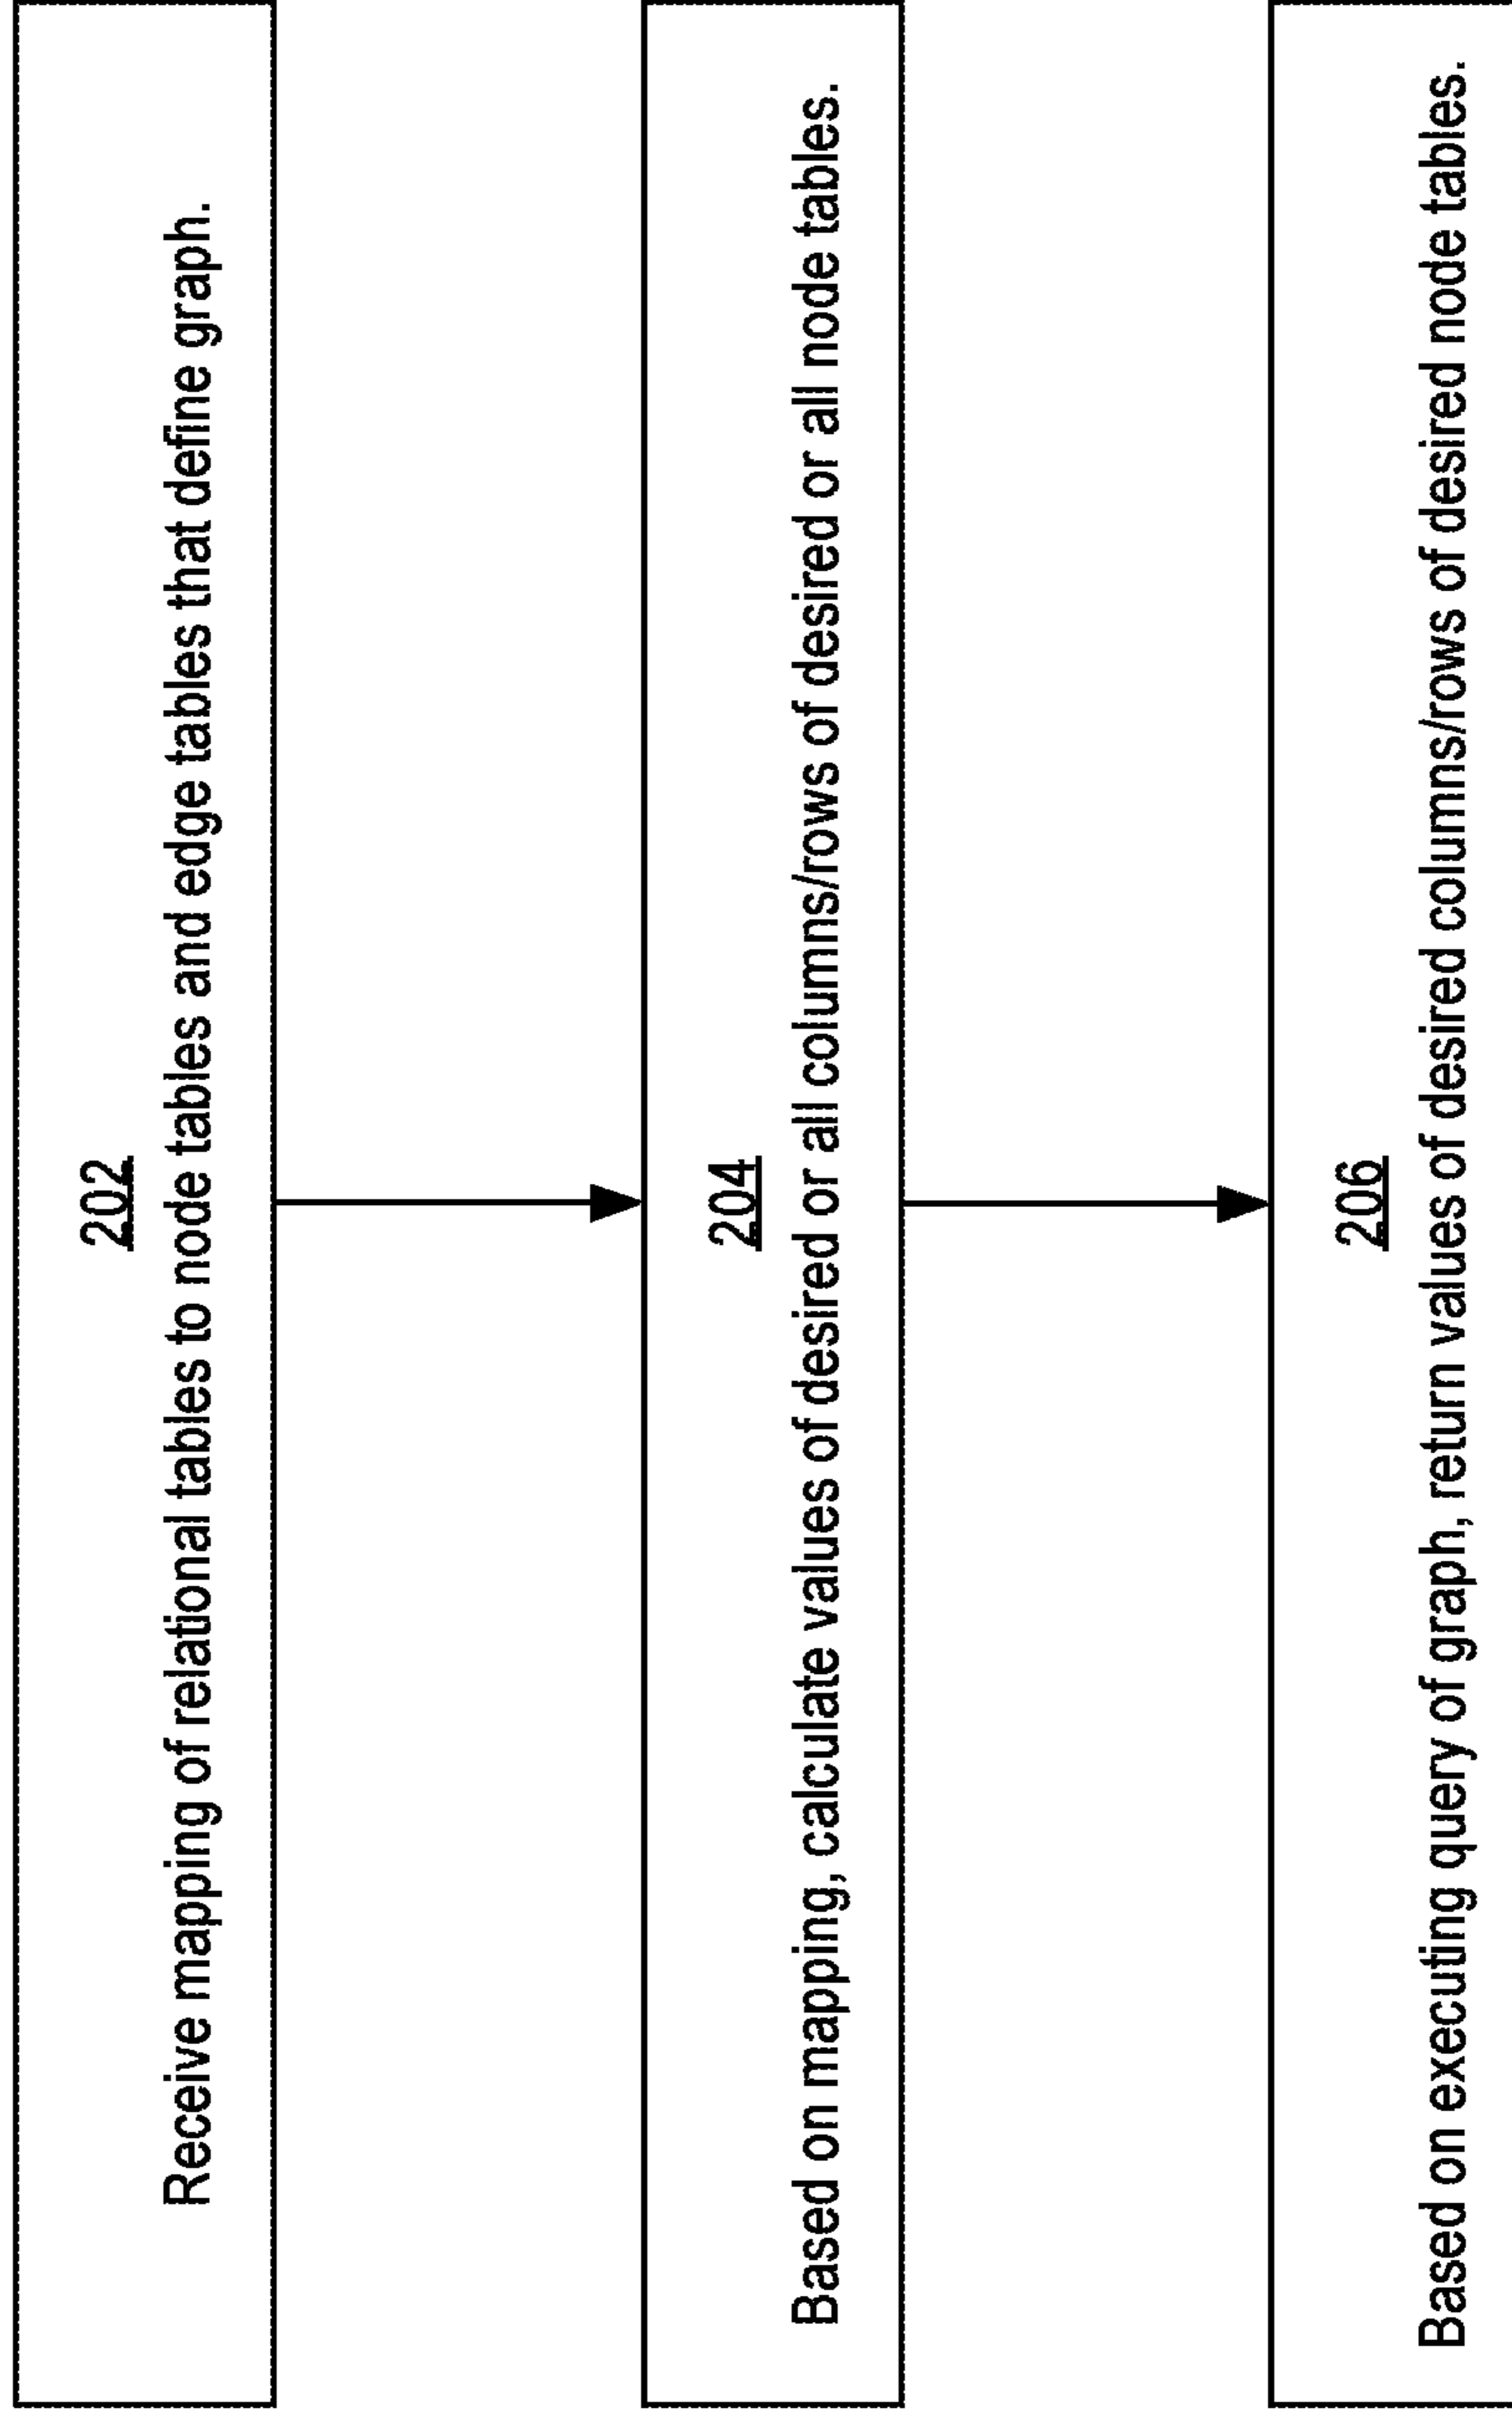 202
Receive mapping of relational tables to node tables and edge tables that define graph.
204
Based on mapping, calculate values of desired or all columns/rows of desired or all node tables.
206
Based on executing query of graph, return values of desired columns/rows of desired node tables.